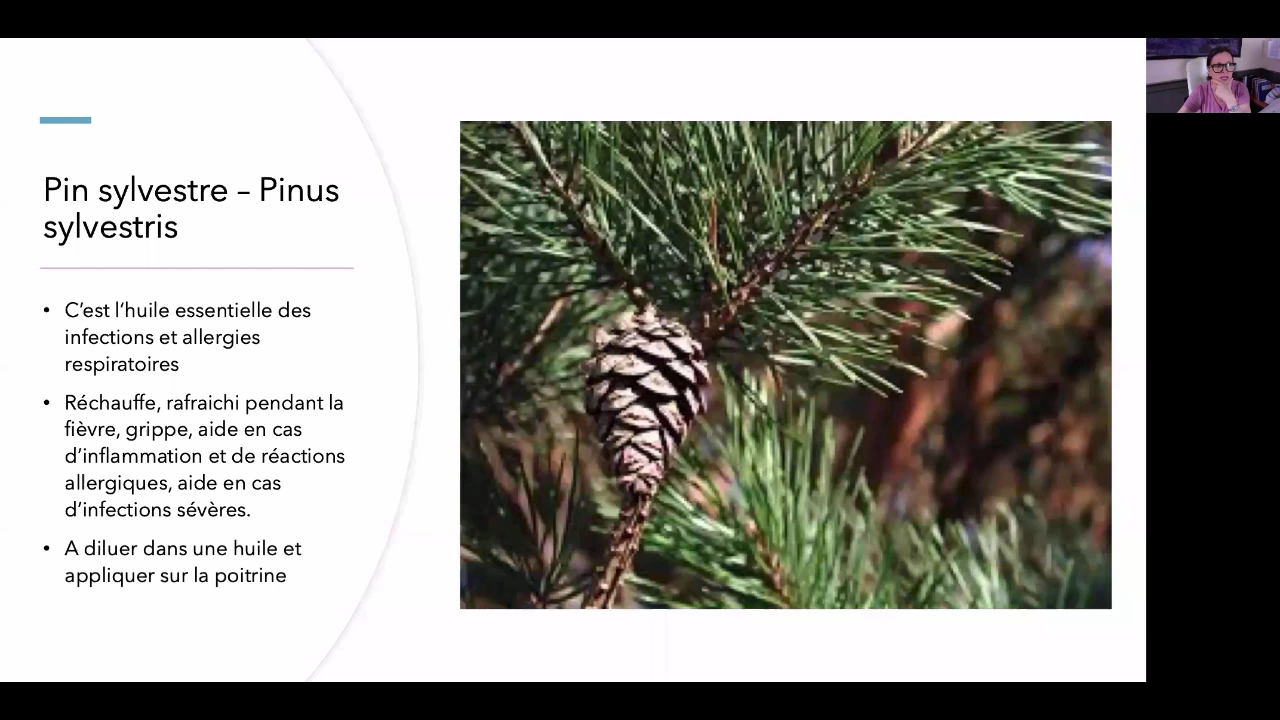 Pin sylvestre – Pinus
sylvestris
• C’est l’huile essentielle des
infections et allergies
respiratoires
• Réchauffe, rafraichi pendant la
fièvre, grippe, aide en cas
d’inflammation et de réactions
allergiques, aide en cas
d’infections sévères.
• A diluer dans une huile et
appliquer sur la poitrine